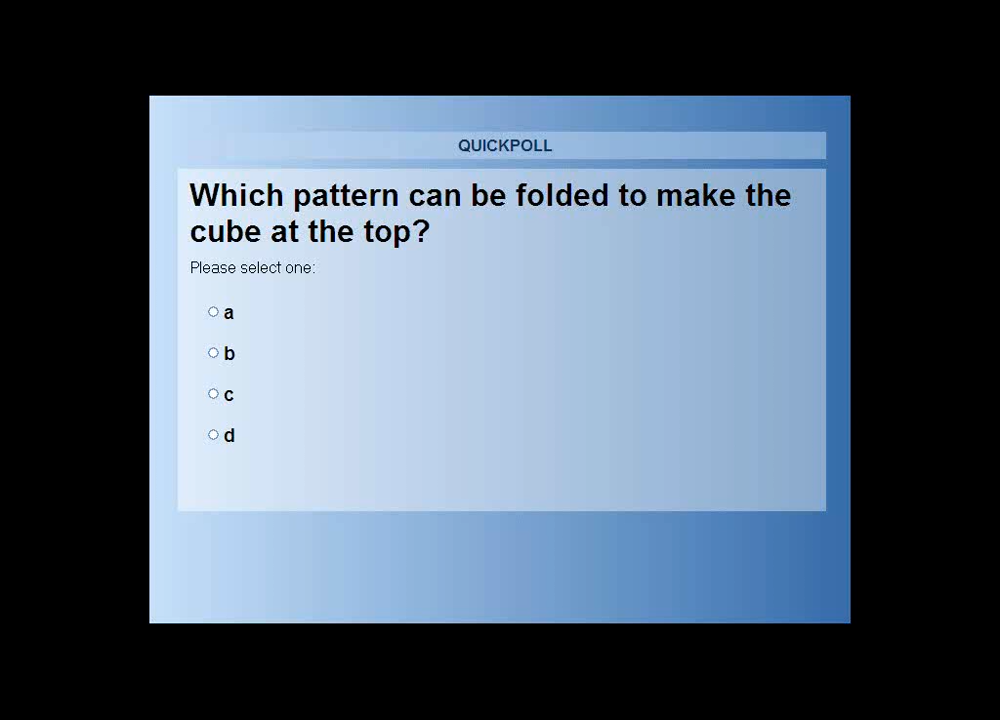 QUICKPOLL
Which pattern can be folded to make the
cube at the top?
Please select one:
a
b
c
d